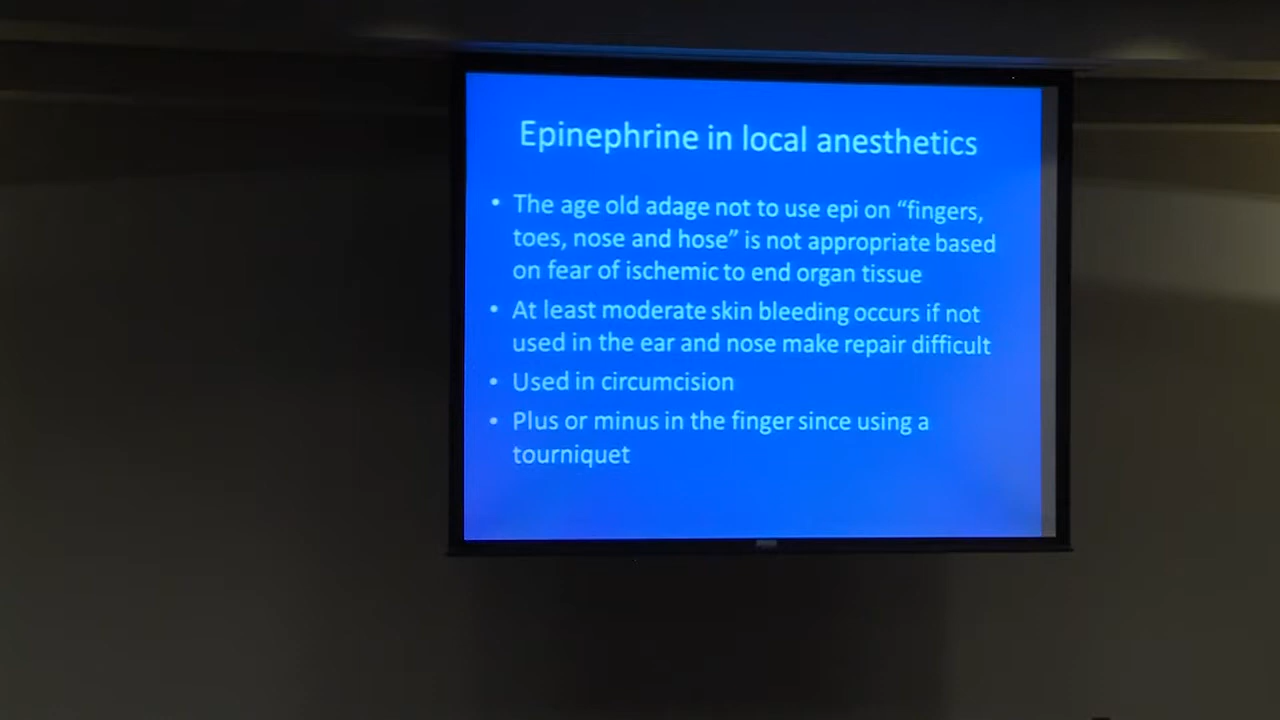 Epinephrine in local anesthetics
• The age old adage not to use epi on “fingers,
toes, nose and hose” is not appropriate based
on fear of ischemic to end organ tissue
• At least moderate skin bleeding occurs if not
used in the ear and nose make repair difficult
• Used in circumcision
• Plus or minus in the finger since using a
tourniquet